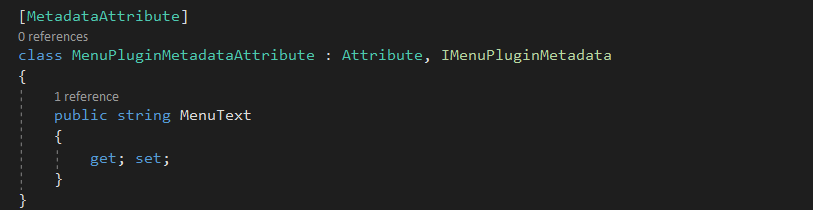 [MetadataAttribute]
0 references
class MenuPluginMetadataAttribute : Attribute, IMenuPluginMetadata
{
1 reference
public string MenuText
{
get; set;
}
}